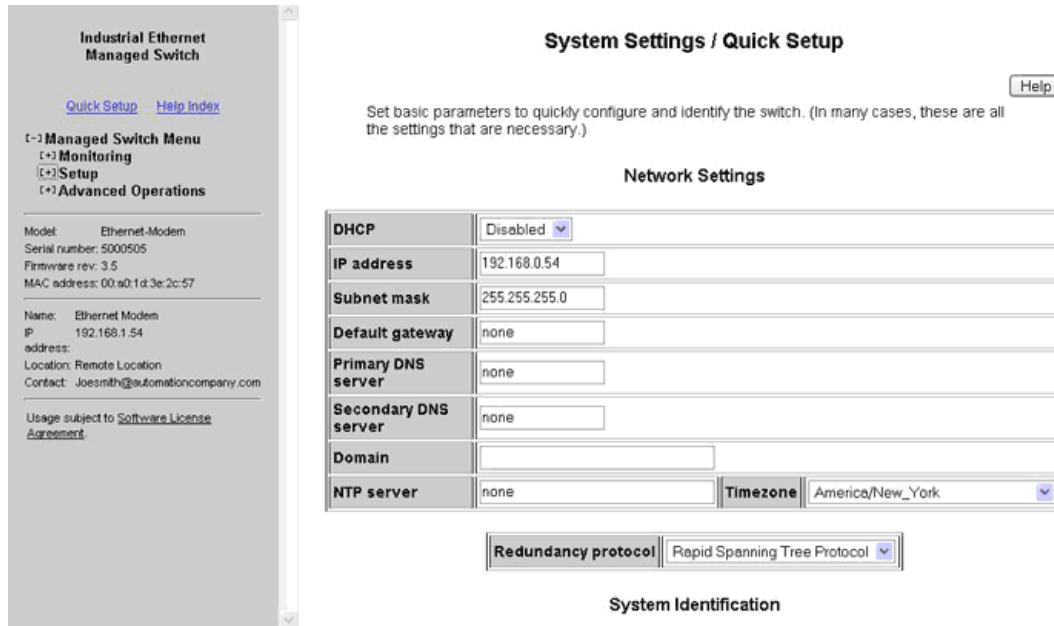 Industrial Ethernet
Managed Switch
Quick Setup Help Index
[-] Managed Switch Menu
[+] Monitoring
[+] Setup
[+] Advanced Operations
Model: Ethernet-Modem
Serial number: 5000505
Firmware rev: 3.5
MAC address: 00:a0:1d:3e:2c:57
Name: Ethernet Modem
IP 192.168.1.54
address:
Location: Remote Location
Contact: Joesmith@automationcompany.com
Usage subject to Software License
Agreement.
System Settings / Quick Setup
Help
Set basic parameters to quickly configure and identify the switch. (In many cases, these are all
the settings that are necessary.)
Network Settings
DHCP Disabled
IP address 192.168.0.54
Subnet mask 255.255.255.0
Default gateway none
Primary DNS
server none
Secondary DNS
server none
Domain
NTP server none Timezone America/New_York
Redundancy protocol Rapid Spanning Tree Protocol
System Identification